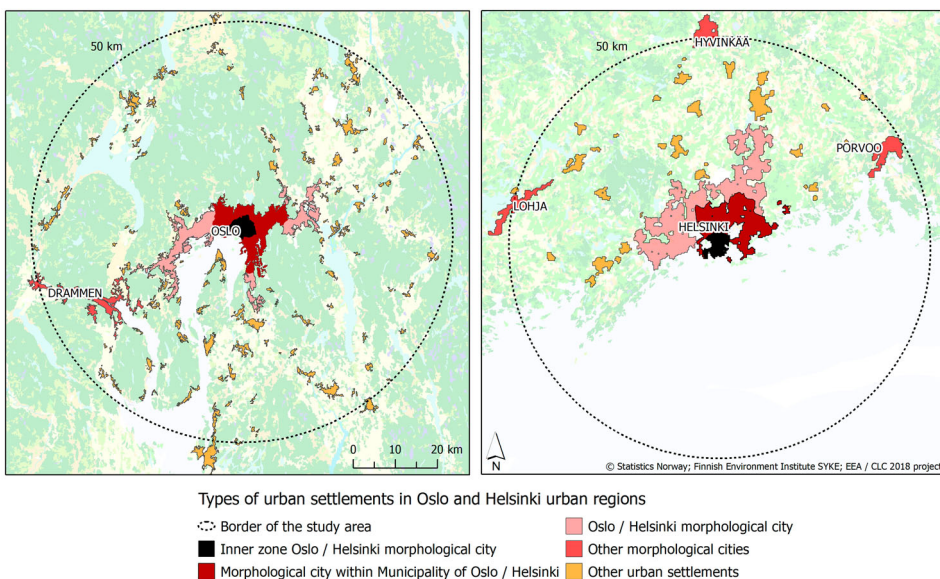 50 km
OSLO
DRAMMEN
0 10 20 km
50 km
HYVINKÄÄ
PORVOO
LOHJA
HELSINKI
N
© Statistics Norway; Finnish Environment Institute SYKE; EEA / CLC 2018 project
Types of urban settlements in Oslo and Helsinki urban regions
Border of the study area
Inner zone Oslo / Helsinki morphological city
Morphological city within Municipality of Oslo / Helsinki
Oslo / Helsinki morphological city
Other morphological cities
Other urban settlements